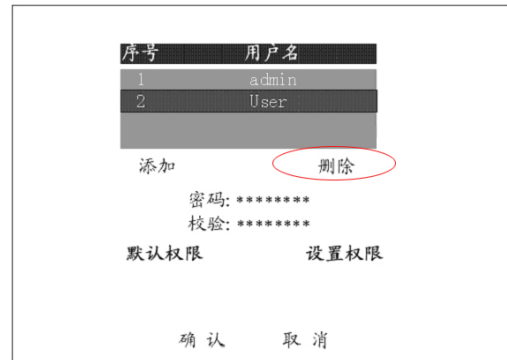 序号 用户名
1 admin
2 User
添加 删除
密码: ********
校验: ********
默认权限 设置权限
确 认 取 消